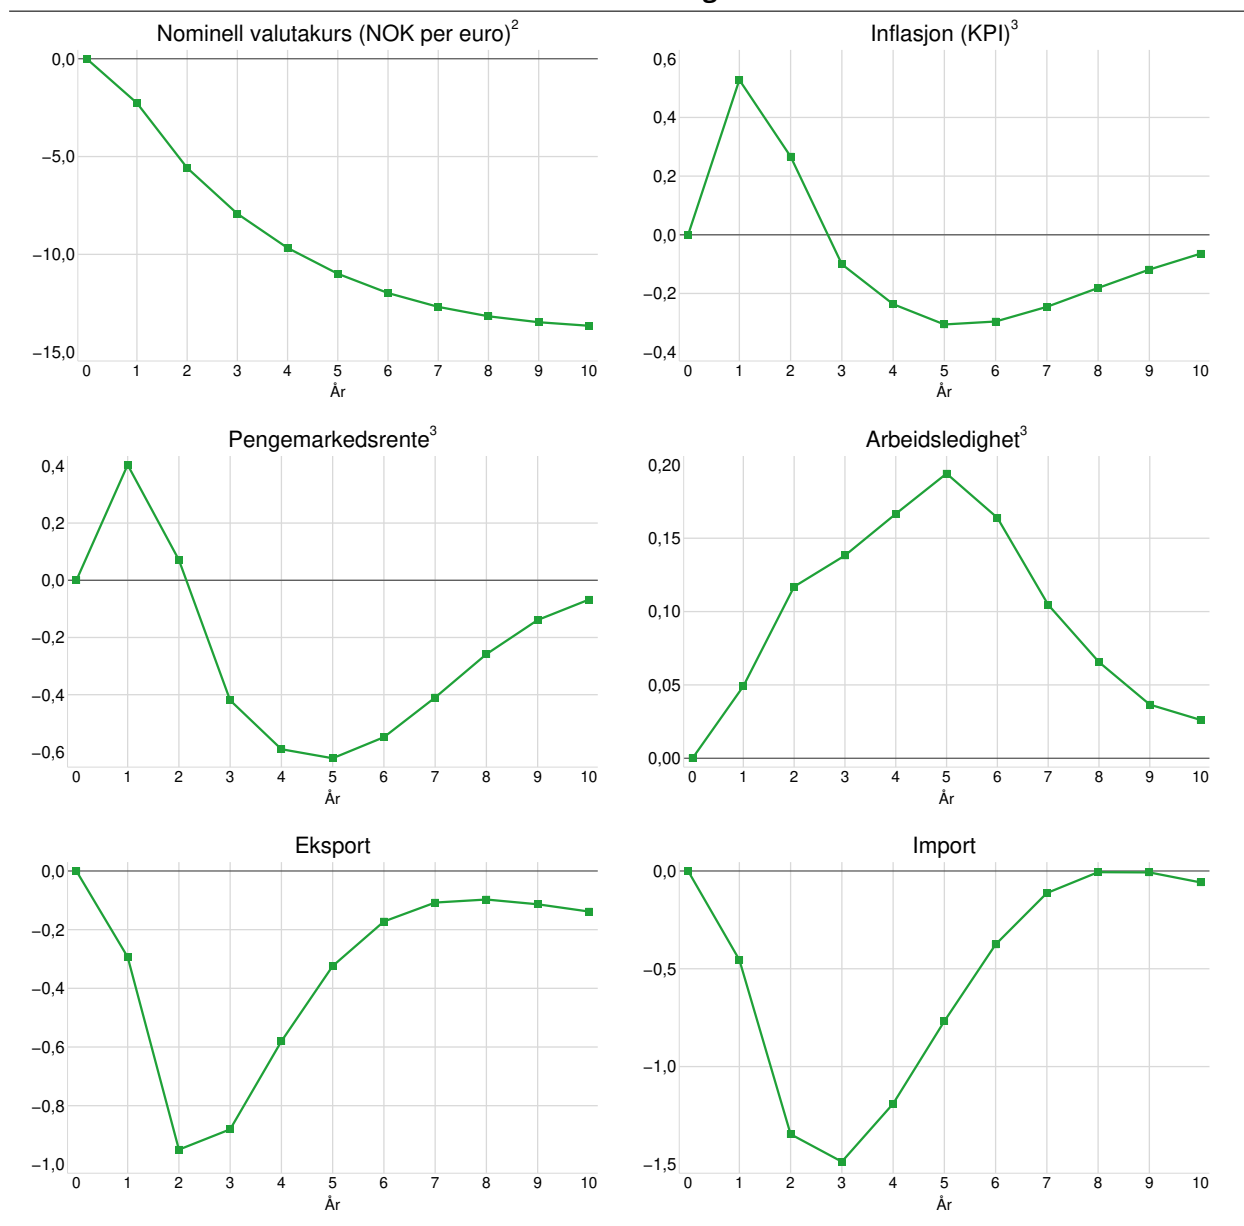 Nominell valutakurs (NOK per euro)2
0,0
−5,0
−10,0
−15,0
0 1 2 3 4 5 6 7 8 9 10
År
Inflasjon (KPI)3
0,6
0,4
0,2
0,0
−0,2
−0,4
0 1 2 3 4 5 6 7 8 9 10
År
Pengemarkedsrente3
0,4
0,2
0,0
−0,2
−0,4
−0,6
0 1 2 3 4 5 6 7 8 9 10
År
Arbeidsledighet3
0,20
0,15
0,10
0,05
0,00
0 1 2 3 4 5 6 7 8 9 10
År
Eksport
0,0
−0,2
−0,4
−0,6
−0,8
−1,0
0 1 2 3 4 5 6 7 8 9 10
År
Import
0,0
−0,5
−1,0
−1,5
0 1 2 3 4 5 6 7 8 9 10
År